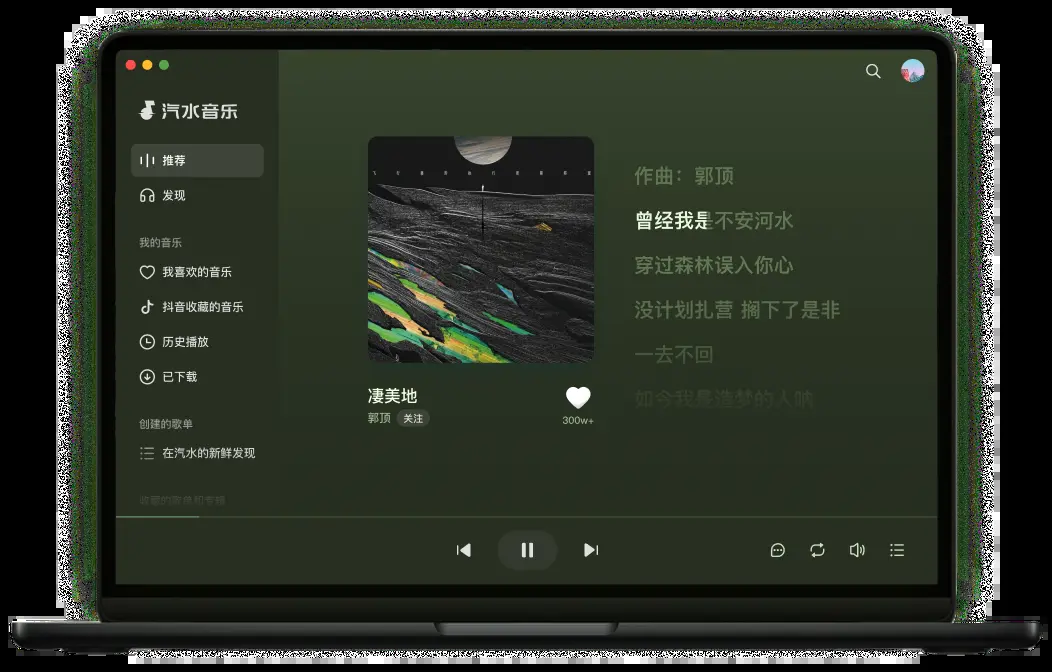 汽水音乐
推荐
发现
我的音乐
我喜欢的音乐
抖音收藏的音乐
历史播放
已下载
创建的歌单
在汽水的新鲜发现
收藏的歌单和专辑
凄美地
郭顶 关注
300w+
作曲：郭顶
曾经我是不安河水
穿过森林误入你心
没计划扎营 搁下了是非
一去不回
如今我是造梦的人呐